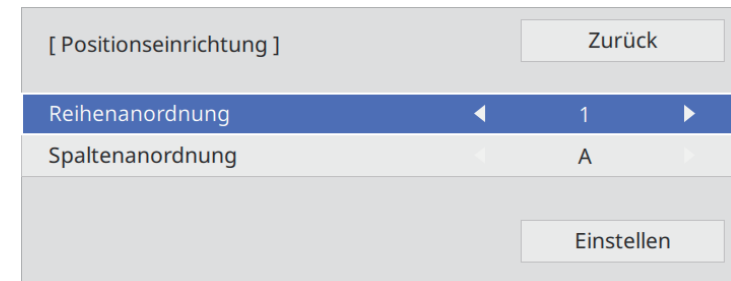 [ Positionseinrichtung ] Zurück
Reihenanordnung 1
Spaltenanordnung A
Einstellen